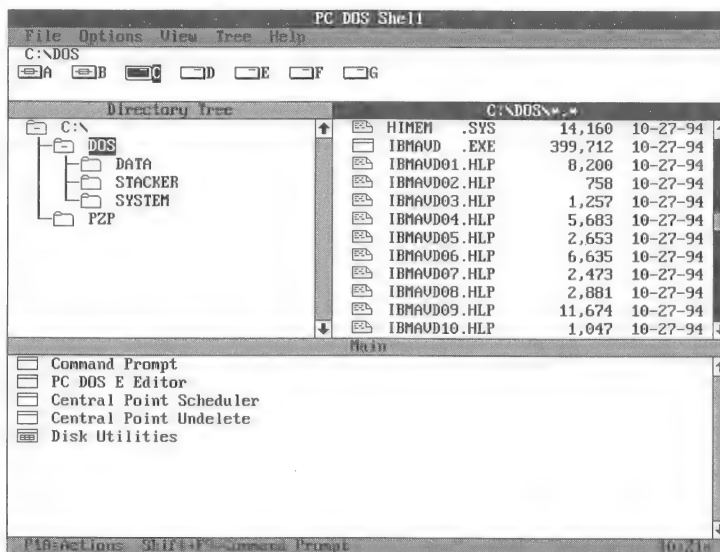 PC DOS Shell
File Options View Tree Help
C:\DOS
A B C D E F G
Directory Tree
C:\
DOS
DATA
STACKER
SYSTEM
PZP
C:\DOS\*.*
HIMEM .SYS 14,160 10-27-94
IBMAVD .EXE 399,712 10-27-94
IBMAVD01.HLP 8,200 10-27-94
IBMAVD02.HLP 758 10-27-94
IBMAVD03.HLP 1,257 10-27-94
IBMAVD04.HLP 5,683 10-27-94
IBMAVD05.HLP 2,653 10-27-94
IBMAVD06.HLP 6,635 10-27-94
IBMAVD07.HLP 2,473 10-27-94
IBMAVD08.HLP 2,881 10-27-94
IBMAVD09.HLP 11,674 10-27-94
IBMAVD10.HLP 1,047 10-27-94
Main
Command Prompt
PC DOS E Editor
Central Point Scheduler
Central Point Undelete
Disk Utilities
F10=Actions Shift+F9=Command Prompt